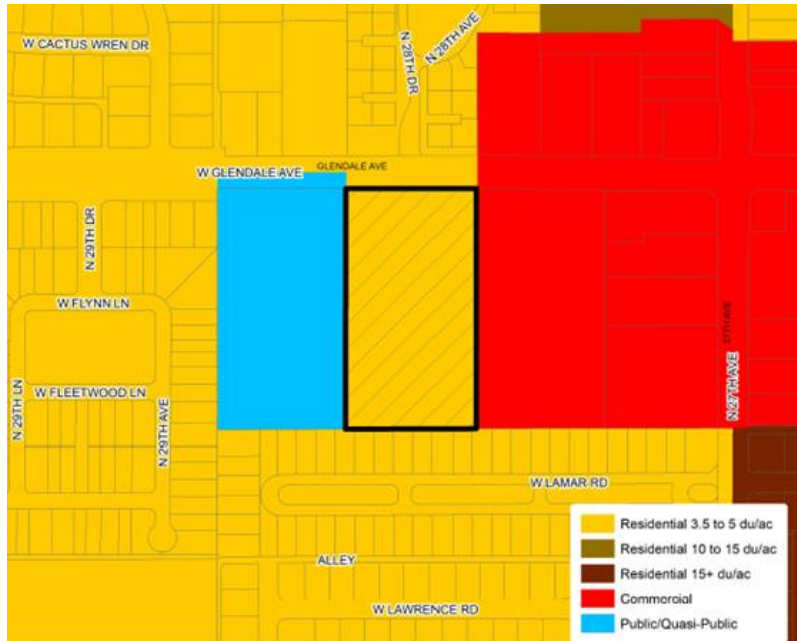 W CACTUS WREN DR
N 28TH DR
N 28TH AVE
GLENDALE AVE
W GLENDALE AVE
N 29TH DR
W FLYNN LN
27TH AVE
N 27TH AVE
W FLEETWOOD LN
N 29TH LN
N 29TH AVE
W LAMAR RD
ALLEY
W LAWRENCE RD
Residential 3.5 to 5 du/ac
Residential 10 to 15 du/ac
Residential 15+ du/ac
Commercial
Public/Quasi-Public